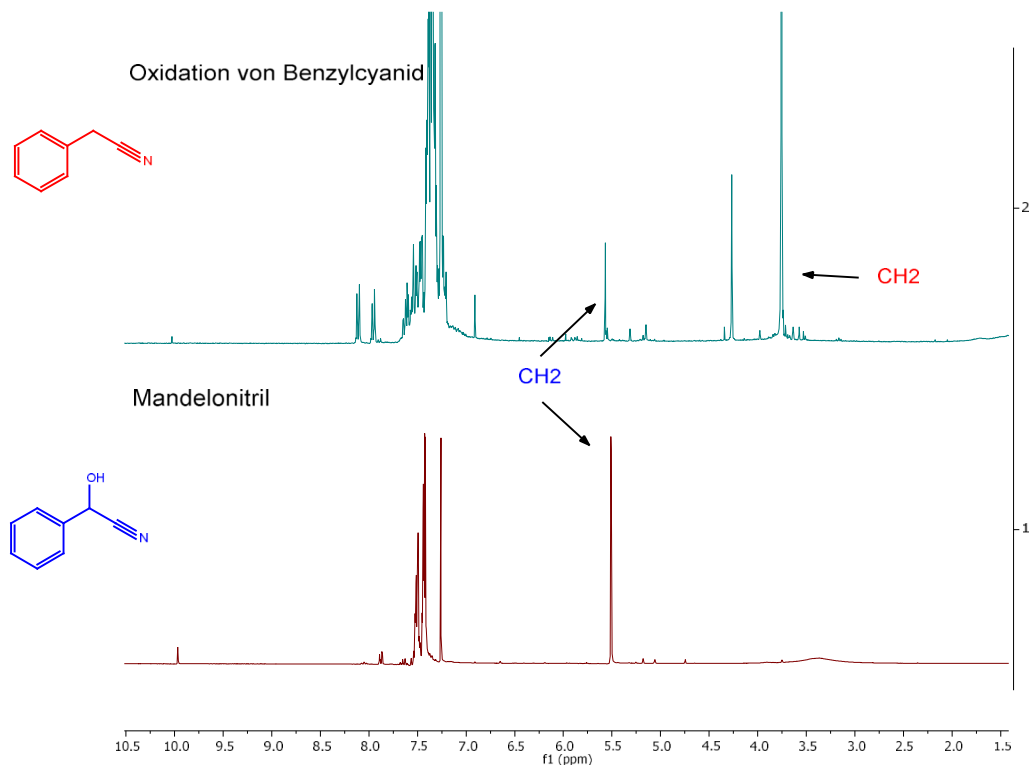 Oxidation von Benzylcyanid
N
2
CH2
CH2
Mandelonitril
OH
N
1
10.5 10.0 9.5 9.0 8.5 8.0 7.5 7.0 6.5 6.0 5.5 5.0 4.5 4.0 3.5 3.0 2.5 2.0 1.5
f1 (ppm)